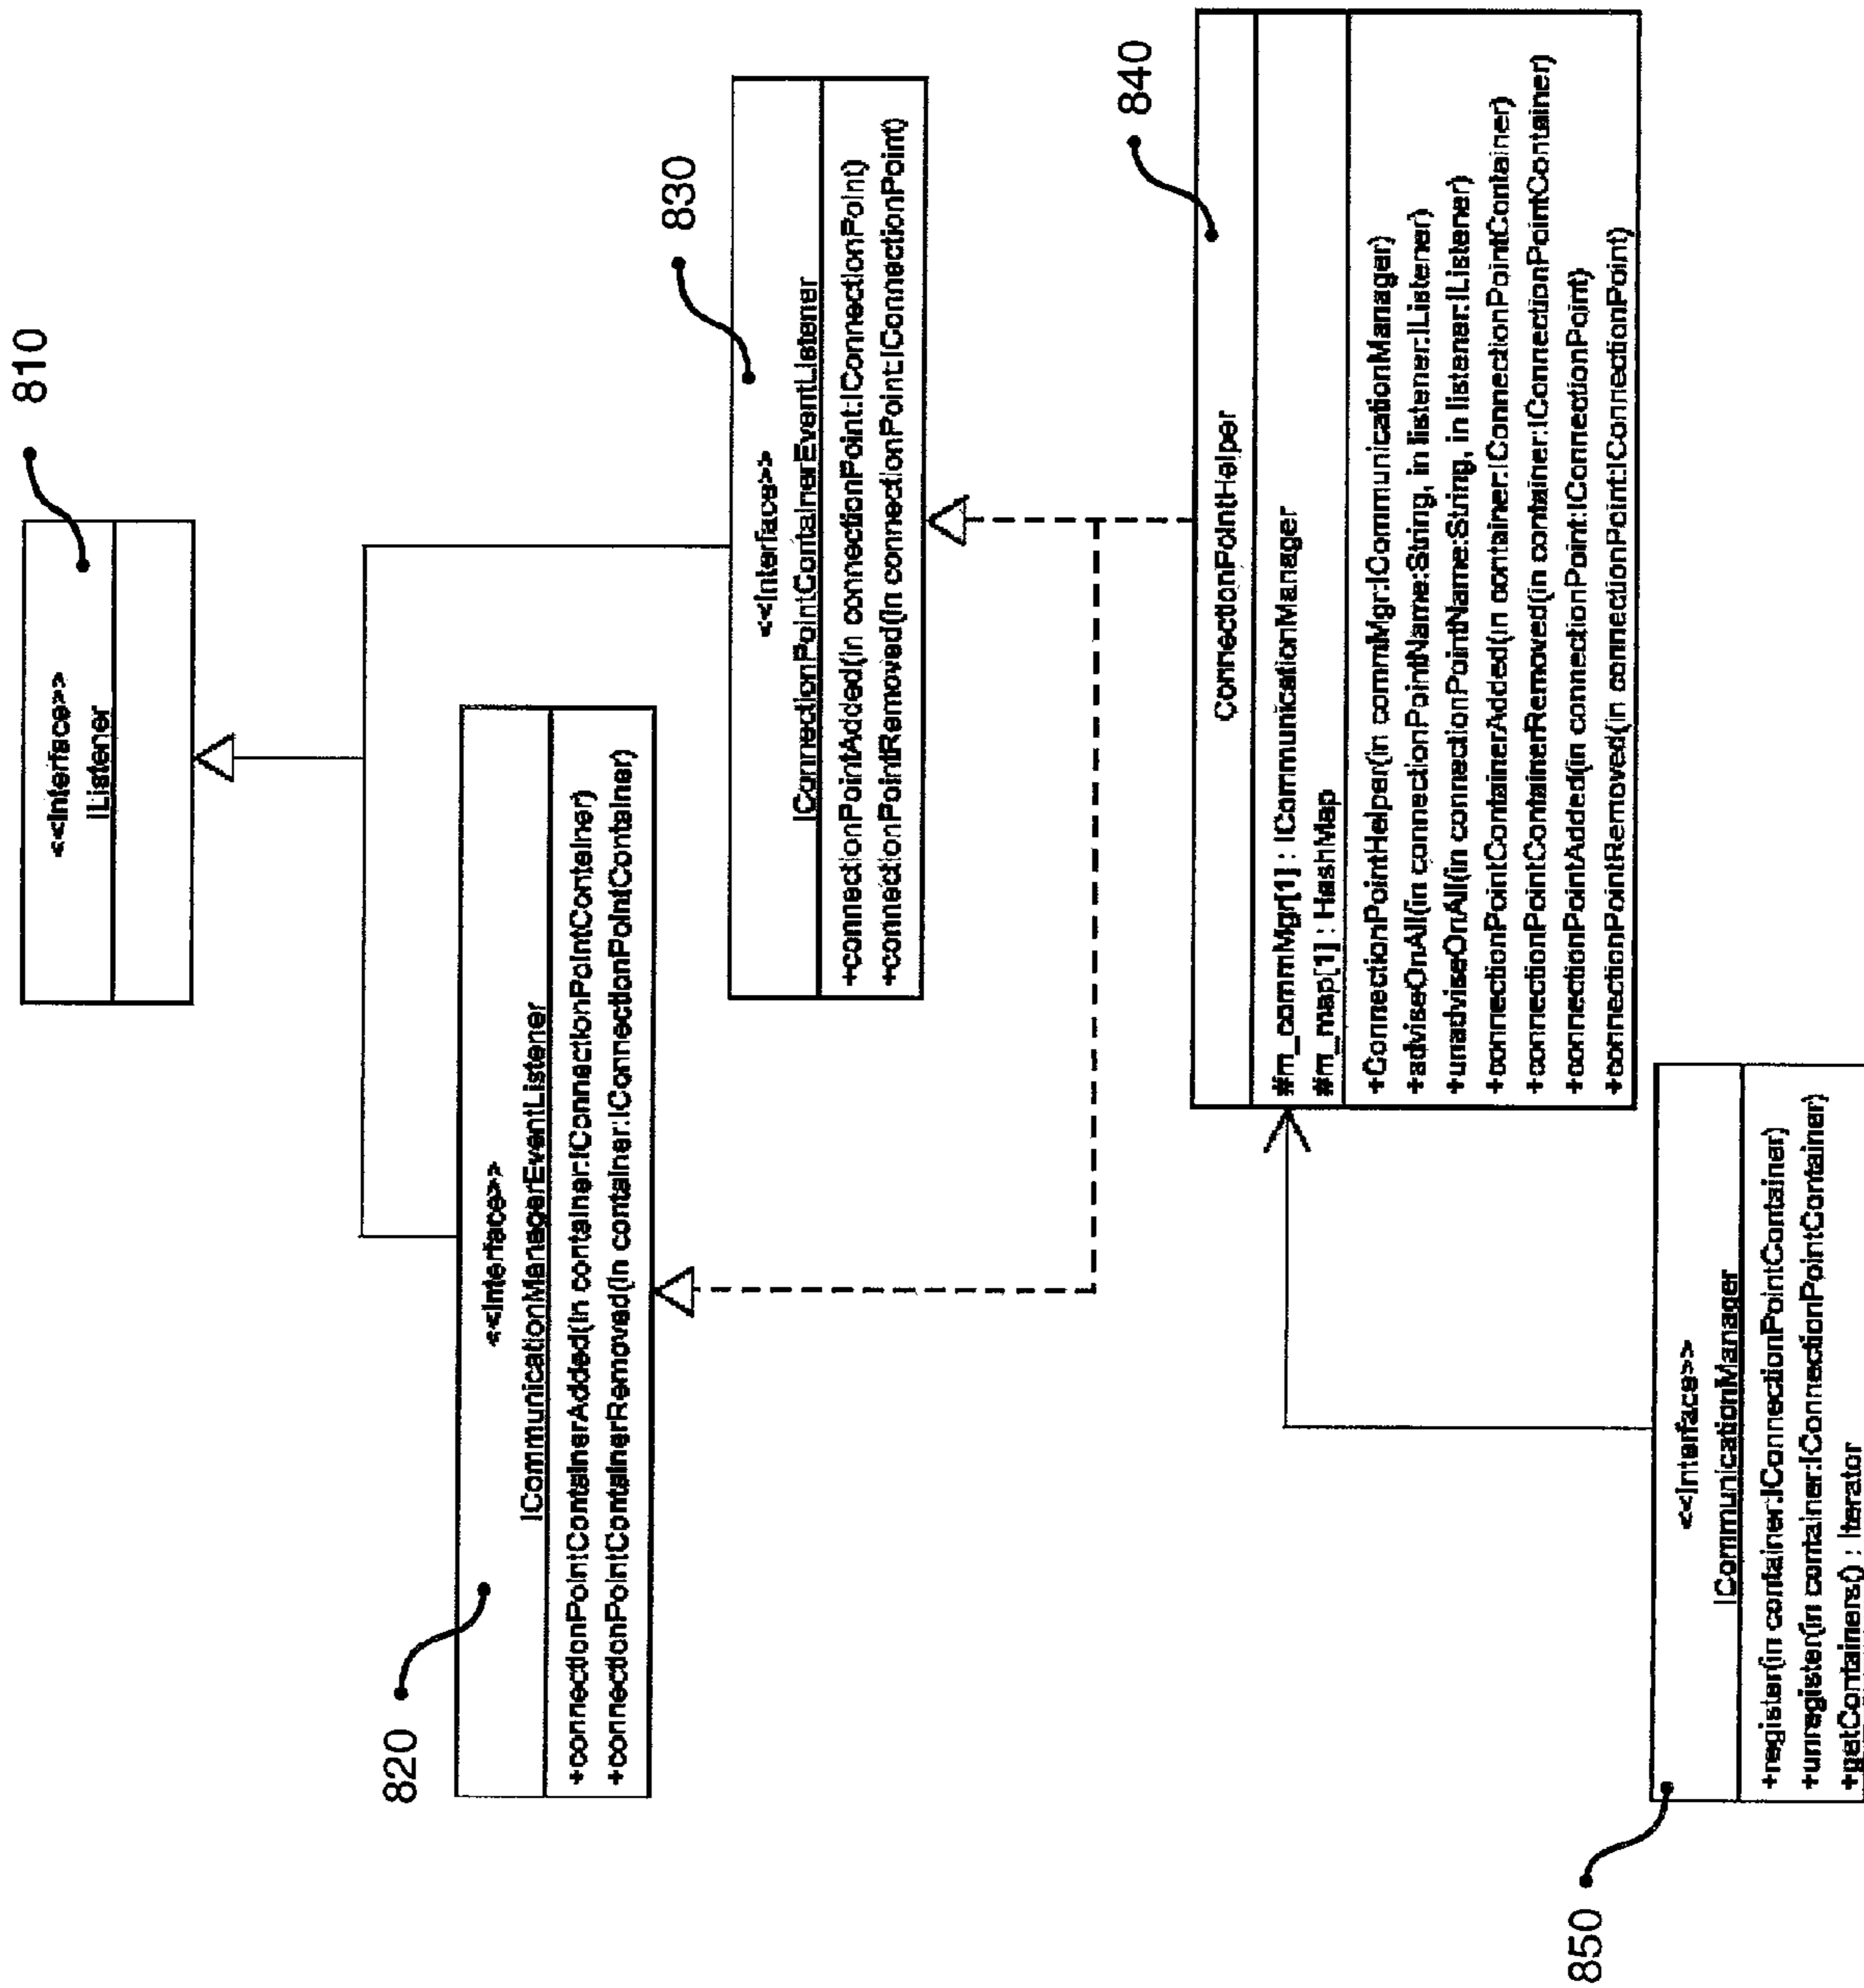 810
<<Interface>>
IListener
820
<<Interface>>
ICommunicationManagerEventListener
+connectionPointContainerAdded(in container:IConnectionPointContainer)
+connectionPointContainerRemoved(in container:IConnectionPointContainer)
830
<<Interface>>
IConnectionPointContainerEventListener
+connectionPointAdded(in connectionPoint:IConnectionPoint)
+connectionPointRemoved(in connectionPoint:IConnectionPoint)
840
ConnectionPointHelper
#m_commMgr[1] : ICommunicationManager
#m_map[1] : HashMap
+ConnectionPointHelper(in commMgr:ICommunicationManager)
+adviseOnAll(in connectionPointName:String, in listener:IListener)
+unadviseOnAll(in connectionPointName:String, in listener:IListener)
+connectionPointContainerAdded(in container:IConnectionPointContainer)
+connectionPointContainerRemoved(in container:IConnectionPointContainer)
+connectionPointAdded(in connectionPoint:IConnectionPoint)
+connectionPointRemoved(in connectionPoint:IConnectionPoint)
850
<<Interface>>
ICommunicationManager
+register(in container:IConnectionPointContainer)
+unregister(in container:IConnectionPointContainer)
+getContainers() : Iterator